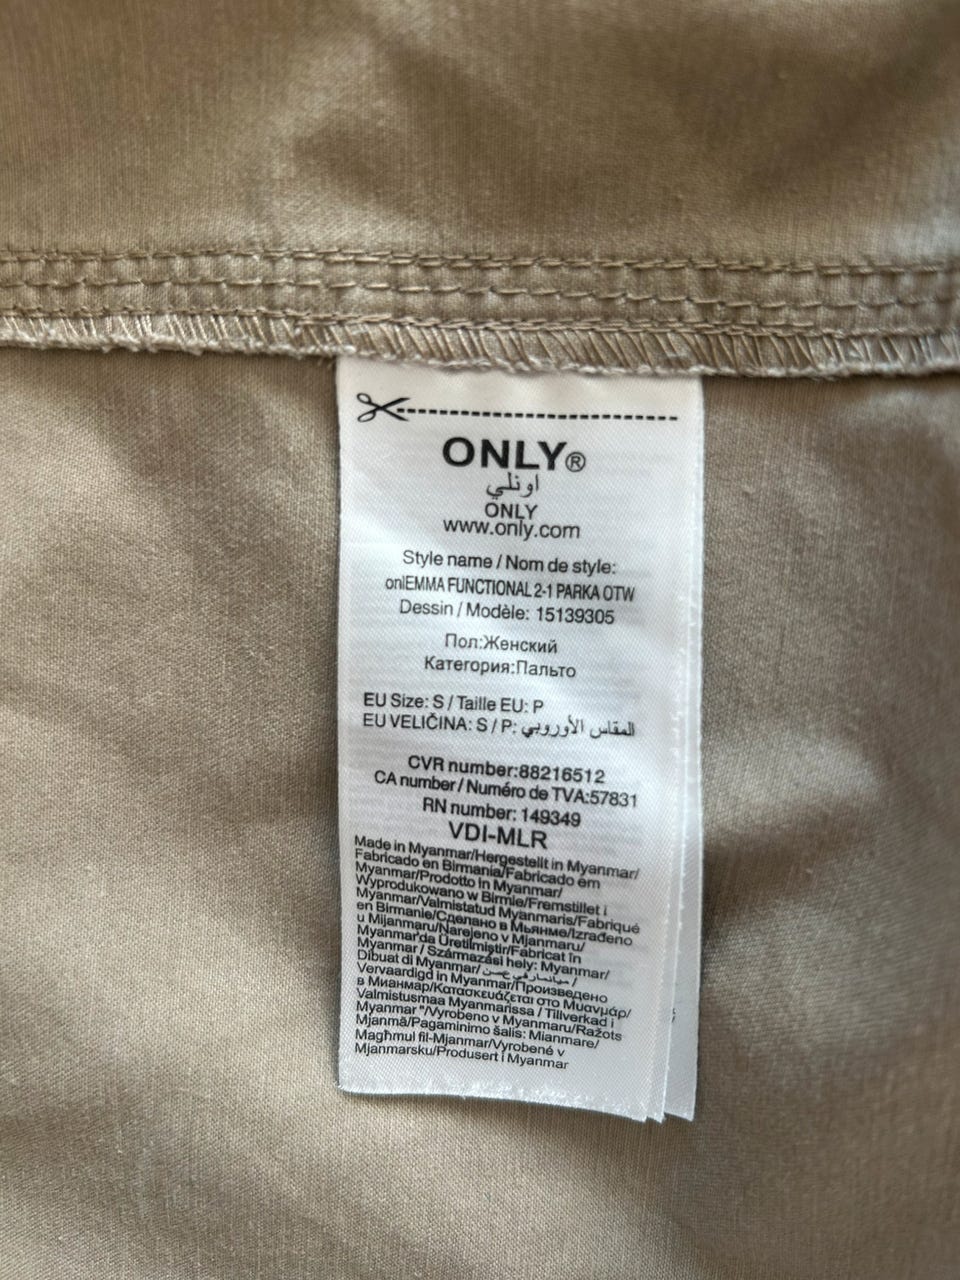 ONLY®
اونلي
ONLY
www.only.com
Style name / Nom de style:
onlEMMA FUNCTIONAL 2-1 PARKA OTW
Dessin / Modèle: 15139305
Пол:Женский
Категория:Пальто
EU Size: S / Taille EU: P
EU VELIČINA: S / P: المقاس الأوروبي
CVR number:88216512
CA number / Numéro de TVA:57831
RN number: 149349
VDI-MLR
Made in Myanmar/Hergestellt in Myanmar/
Fabricado en Birmania/Fabricado em
Myanmar/Prodotto in Myanmar/
Wyprodukowano w Birmie/Fremstillet i
Myanmar/Valmistatud Myanmaris/Fabriqué
en Birmanie/Сделано в Мьянме/Izrađeno
u Mijanmaru/Narejeno v Mjanmaru/
Myanmar'da Üretilmiştir/Fabricat în
Myanmar / Származási hely: Myanmar/
Dibuat di Myanmar/ /
Vervaardigd in Myanmar/Произведено
в Мианмар/Κατασκευάζεται στο Μυανμάρ/
Valmistusmaa Myanmarissa / Tillverkad i
Myanmar "/Vyrobeno v Myanmaru/Ražots
Mjanmā/Pagaminimo šalis: Mianmare/
Magħmul fil-Mjanmar/Vyrobené v
Mjanmarsku/Produsert i Myanmar